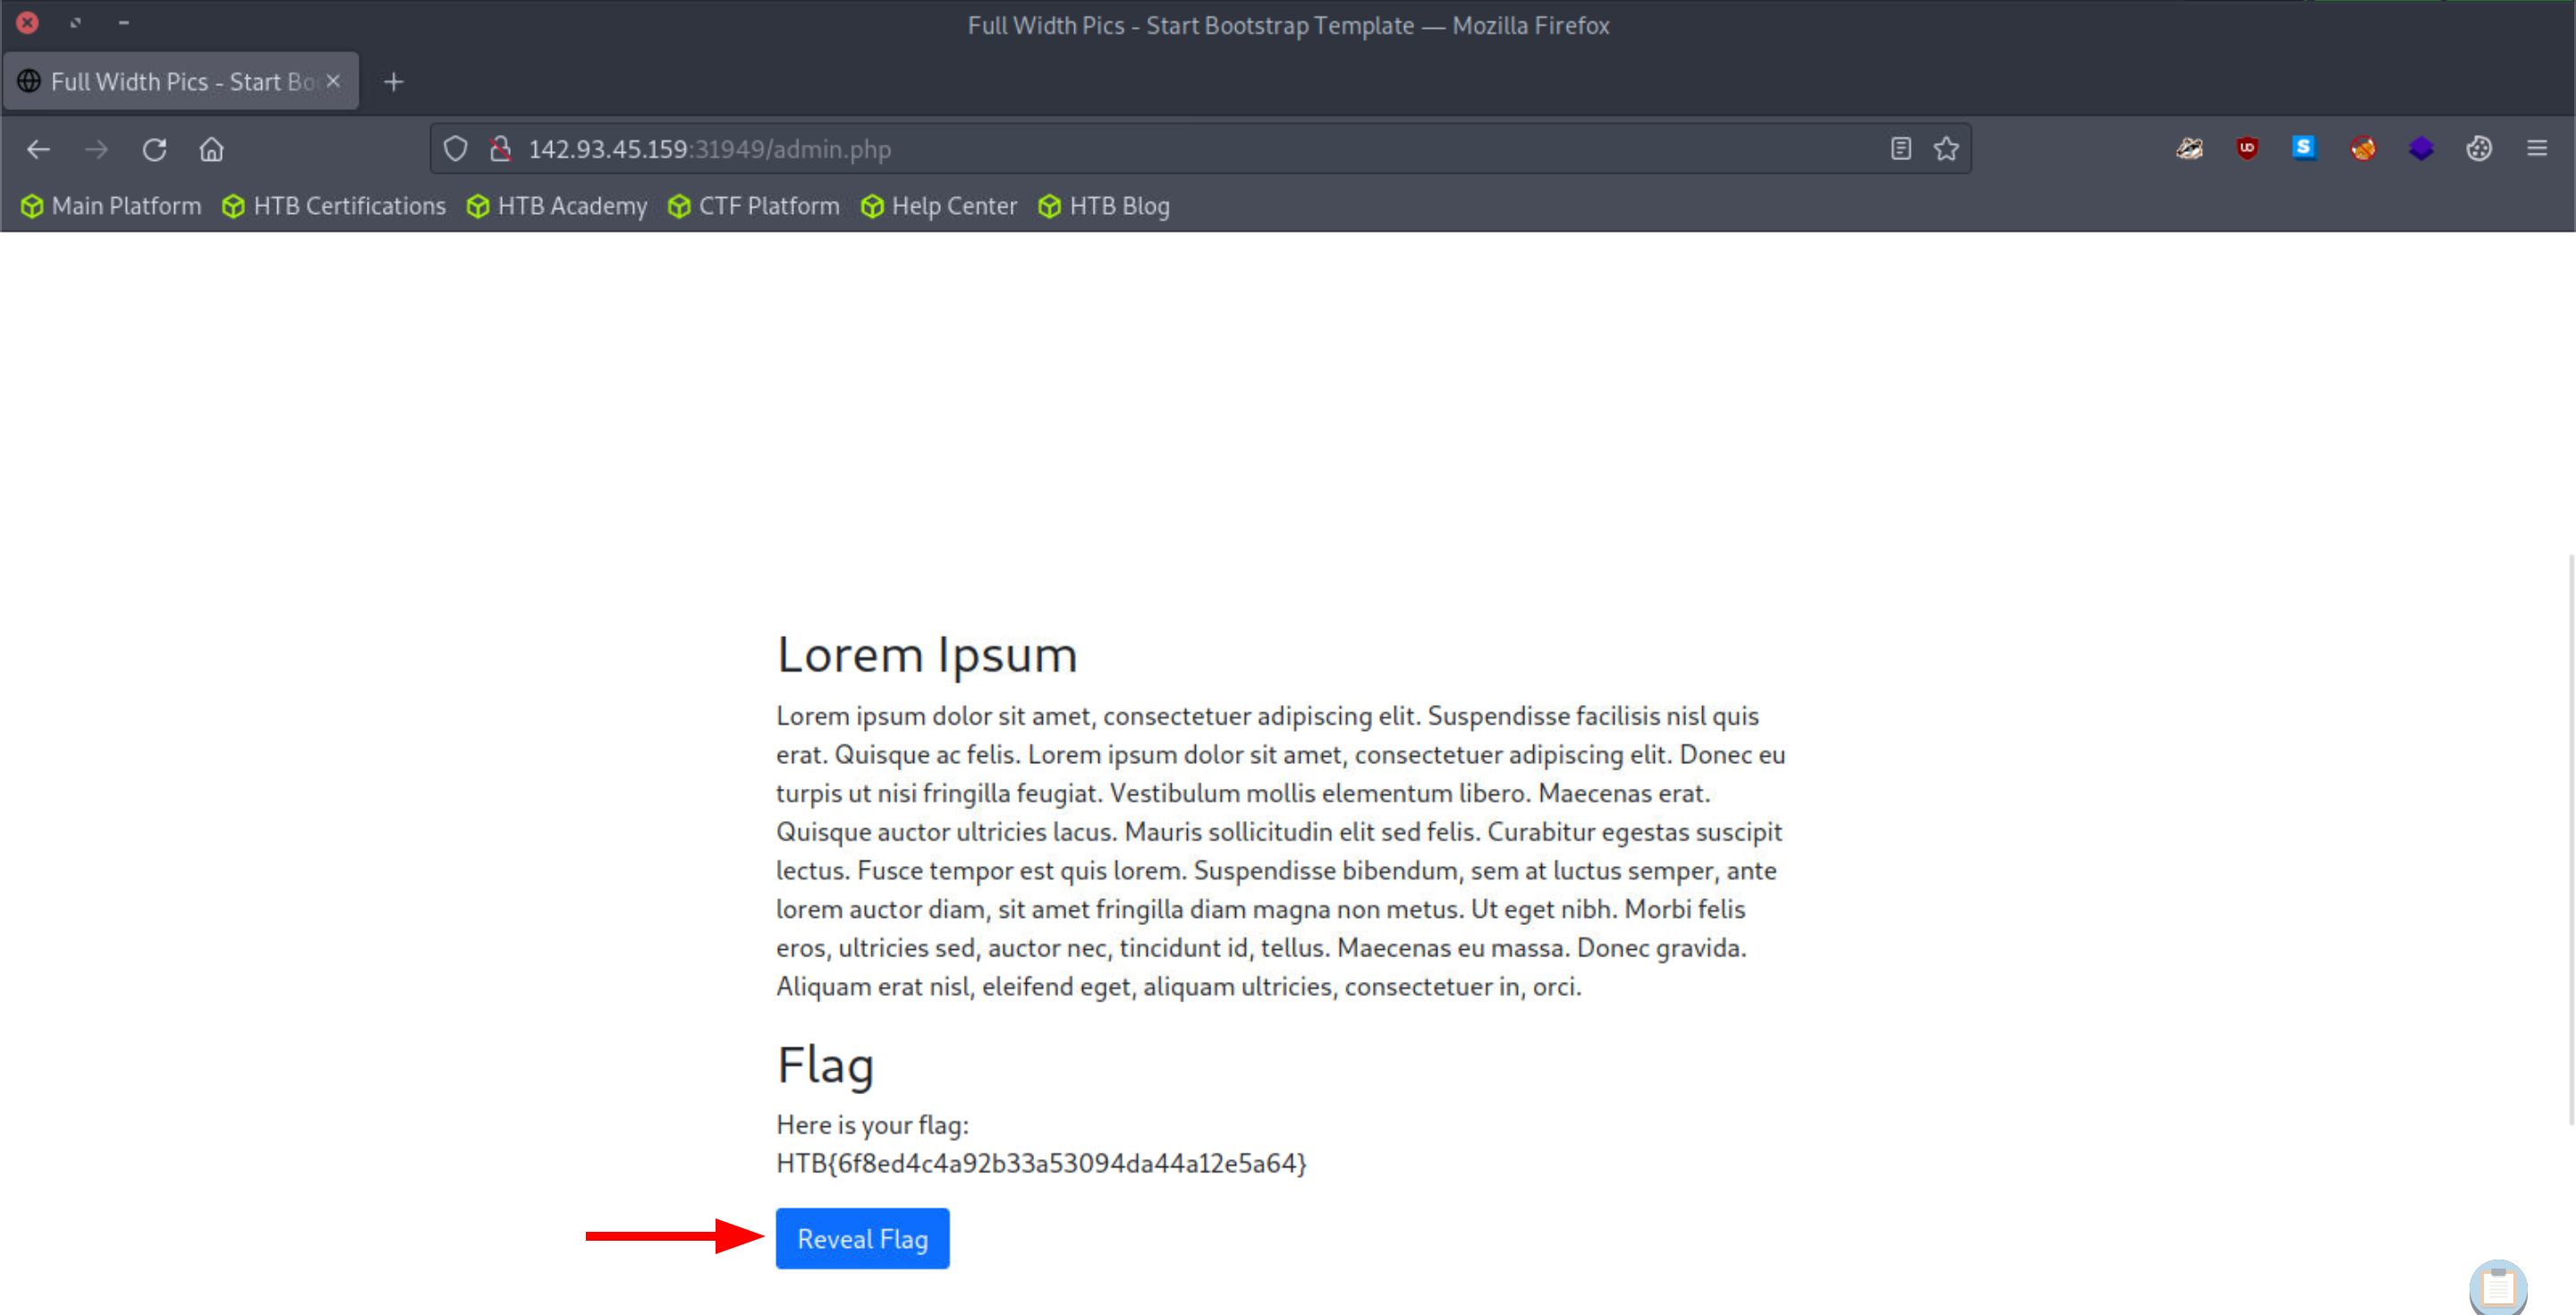 Full Width Pics - Start Bootstrap Template — Mozilla Firefox
Full Width Pics - Start Bo
142.93.45.159:31949/admin.php
Main Platform HTB Certifications HTB Academy CTF Platform Help Center HTB Blog
Lorem Ipsum
Lorem ipsum dolor sit amet, consectetuer adipiscing elit. Suspendisse facilisis nisl quis
erat. Quisque ac felis. Lorem ipsum dolor sit amet, consectetuer adipiscing elit. Donec eu
turpis ut nisi fringilla feugiat. Vestibulum mollis elementum libero. Maecenas erat.
Quisque auctor ultricies lacus. Mauris sollicitudin elit sed felis. Curabitur egestas suscipit
lectus. Fusce tempor est quis lorem. Suspendisse bibendum, sem at luctus semper, ante
lorem auctor diam, sit amet fringilla diam magna non metus. Ut eget nibh. Morbi felis
eros, ultricies sed, auctor nec, tincidunt id, tellus. Maecenas eu massa. Donec gravida.
Aliquam erat nisl, eleifend eget, aliquam ultricies, consectetuer in, orci.
Flag
Here is your flag:
HTB{6f8ed4c4a92b33a53094da44a12e5a64}
Reveal Flag